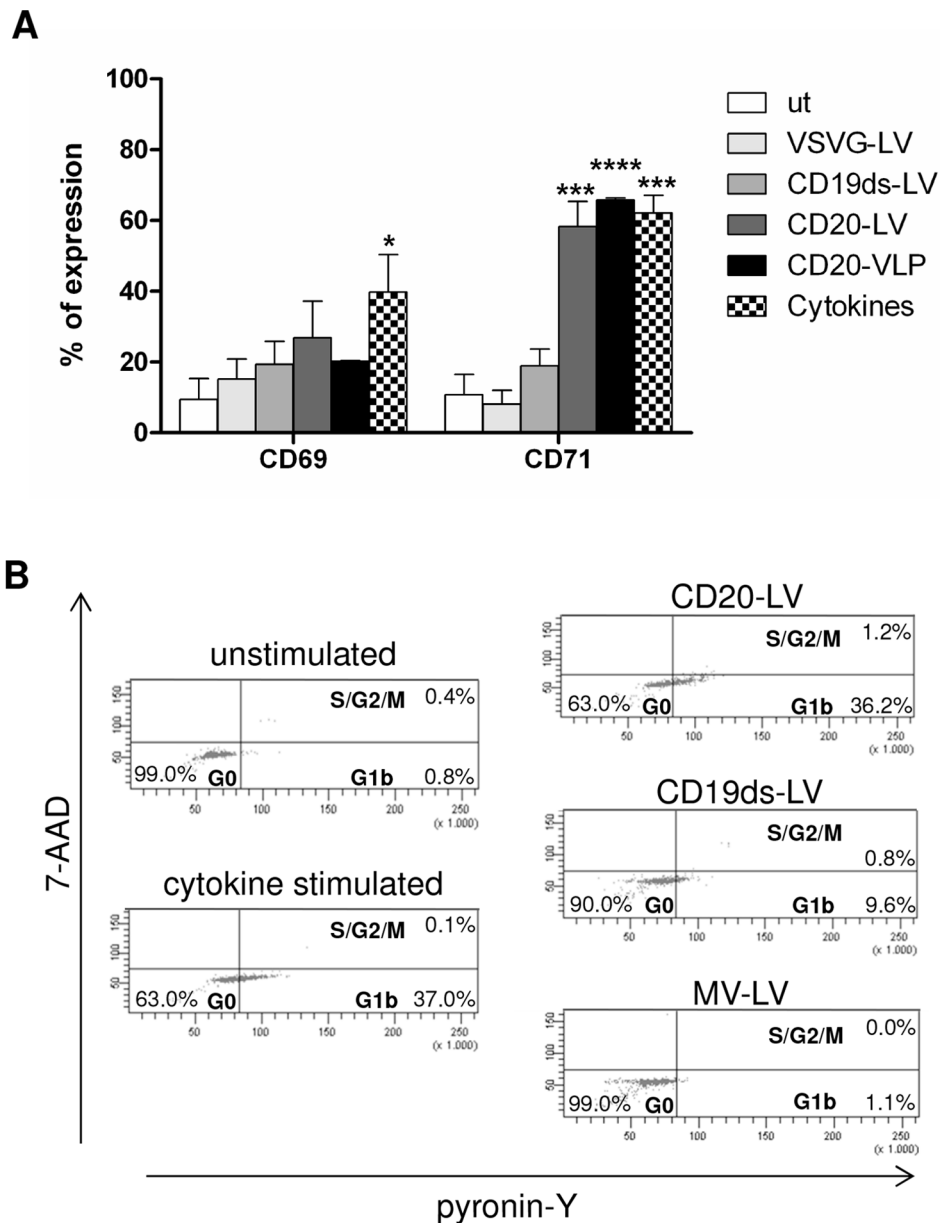 A
100
80
60
40
20
0
% of expression
*
***
****
***
CD69
CD71
ut
VSVG-LV
CD19ds-LV
CD20-LV
CD20-VLP
Cytokines
B
7-AAD
unstimulated
S/G2/M 0.4%
99.0% G0 G1b 0.8%
50 100 150
50 100 150 200 250
(x 1.000)
cytokine stimulated
S/G2/M 0.1%
63.0% G0 G1b 37.0%
50 100 150
50 100 150 200 250
(x 1.000)
CD20-LV
S/G2/M 1.2%
63.0% G0 G1b 36.2%
50 100 150
50 100 150 200 250
(x 1.000)
CD19ds-LV
S/G2/M
0.8%
90.0% G0 G1b 9.6%
50 100 150
50 100 150 200 250
(x 1.000)
MV-LV
S/G2/M 0.0%
99.0% G0 G1b 1.1%
50 100 150
50 100 150 200 250
(x 1.000)
pyronin-Y